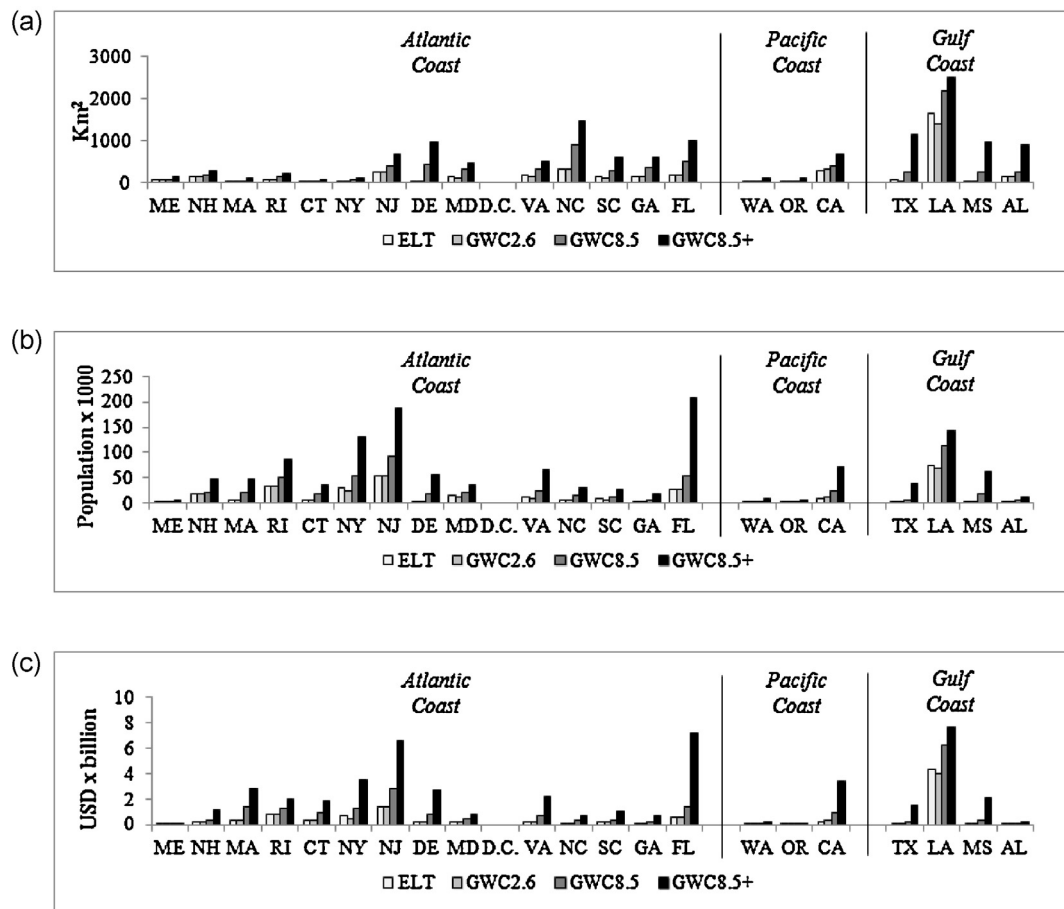 (a)
Atlantic Coast
Pacific Coast
Gulf Coast
Km²
3000
2000
1000
0
ME NH MA RI CT NY NJ DE MD D.C. VA NC SC GA FL WA OR CA TX LA MS AL
ELT GWC2.6 GWC8.5 GWC8.5+
(b)
Atlantic Coast
Pacific Coast
Gulf Coast
Population x 1000
250
200
150
100
50
0
ME NH MA RI CT NY NJ DE MD D.C. VA NC SC GA FL WA OR CA TX LA MS AL
ELT GWC2.6 GWC8.5 GWC8.5+
(c)
Atlantic Coast
Pacific Coast
Gulf Coast
USD x billion
10
8
6
4
2
0
ME NH MA RI CT NY NJ DE MD D.C. VA NC SC GA FL WA OR CA TX LA MS AL
ELT GWC2.6 GWC8.5 GWC8.5+